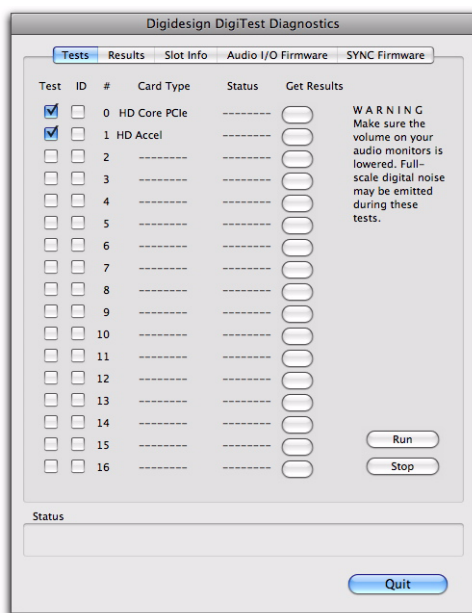 Digidesign DigiTest Diagnostics
Tests Results Slot Info Audio I/O Firmware SYNC Firmware
Test ID # Card Type Status Get Results
0 HD Core PCIe --------
1 HD Accel --------
2 -------- --------
3 -------- --------
4 -------- --------
5 -------- --------
6 -------- --------
7 -------- --------
8 -------- --------
9 -------- --------
10 -------- --------
11 -------- --------
12 -------- --------
13 -------- --------
14 -------- --------
15 -------- --------
16 -------- --------
W A R N I N G
Make sure the
volume on your
audio monitors is
lowered. Full-
scale digital noise
may be emitted
during these
tests.
Run
Stop
Status
Quit